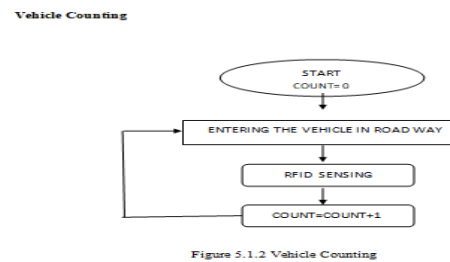 Vehicle Counting
START
COUNT= 0
ENTERING THE VEHICLE IN ROAD WAY
RFID SENSING
COUNT=COUNT+1
Figure 5.1.2 Vehicle Counting